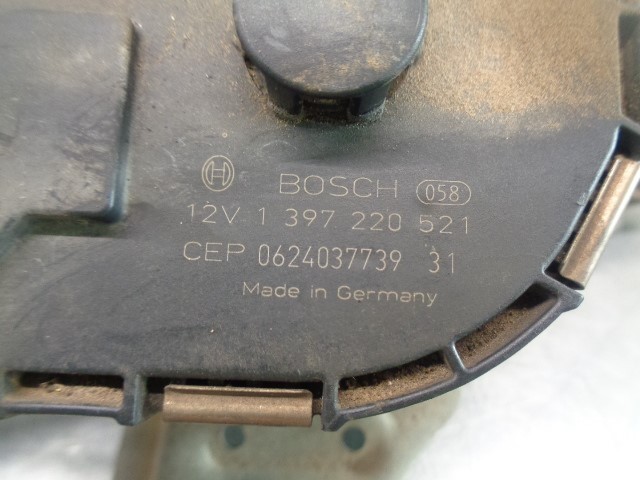 BOSCH 058
12V 1 397 220 521
CEP 0624037739 31
Made in Germany